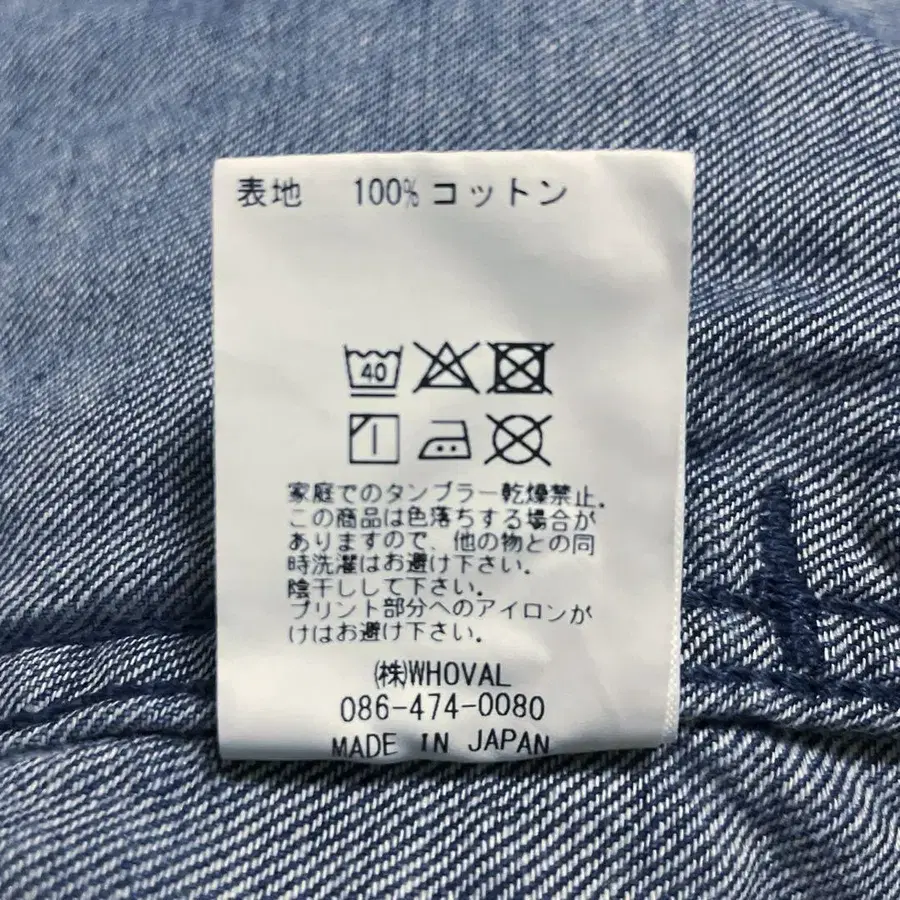 表地 100% コットン
40
家庭でのタンブラー乾燥禁止.
この商品は色落ちする場合が
ありますので、他の物との同
時洗濯はお避け下さい.
陰干しして下さい.
プリント部分へのアイロンが
けはお避け下さい.
(株)WHOVAL
086-474-0080
MADE IN JAPAN